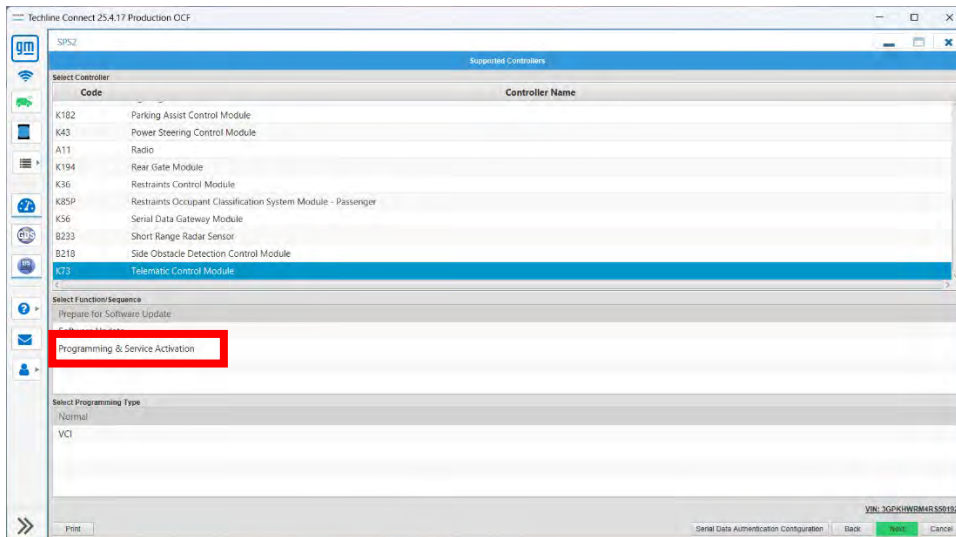 Techline Connect 25.4.17 Production OCF
gm
SPS2
Supported Controllers
Select Controller
Code Controller Name
K182 Parking Assist Control Module
K43 Power Steering Control Module
A11 Radio
K194 Rear Gate Module
K36 Restraints Control Module
K85P Restraints Occupant Classification System Module - Passenger
K56 Serial Data Gateway Module
B233 Short Range Radar Sensor
B218 Side Obstacle Detection Control Module
K73 Telematic Control Module
Select Function/Sequence
Prepare for Software Update
Software Update
Programming & Service Activation
Select Programming Type
Normal
VCI
VIN:
Print Serial Data Authentication Configuration Back Next Cancel